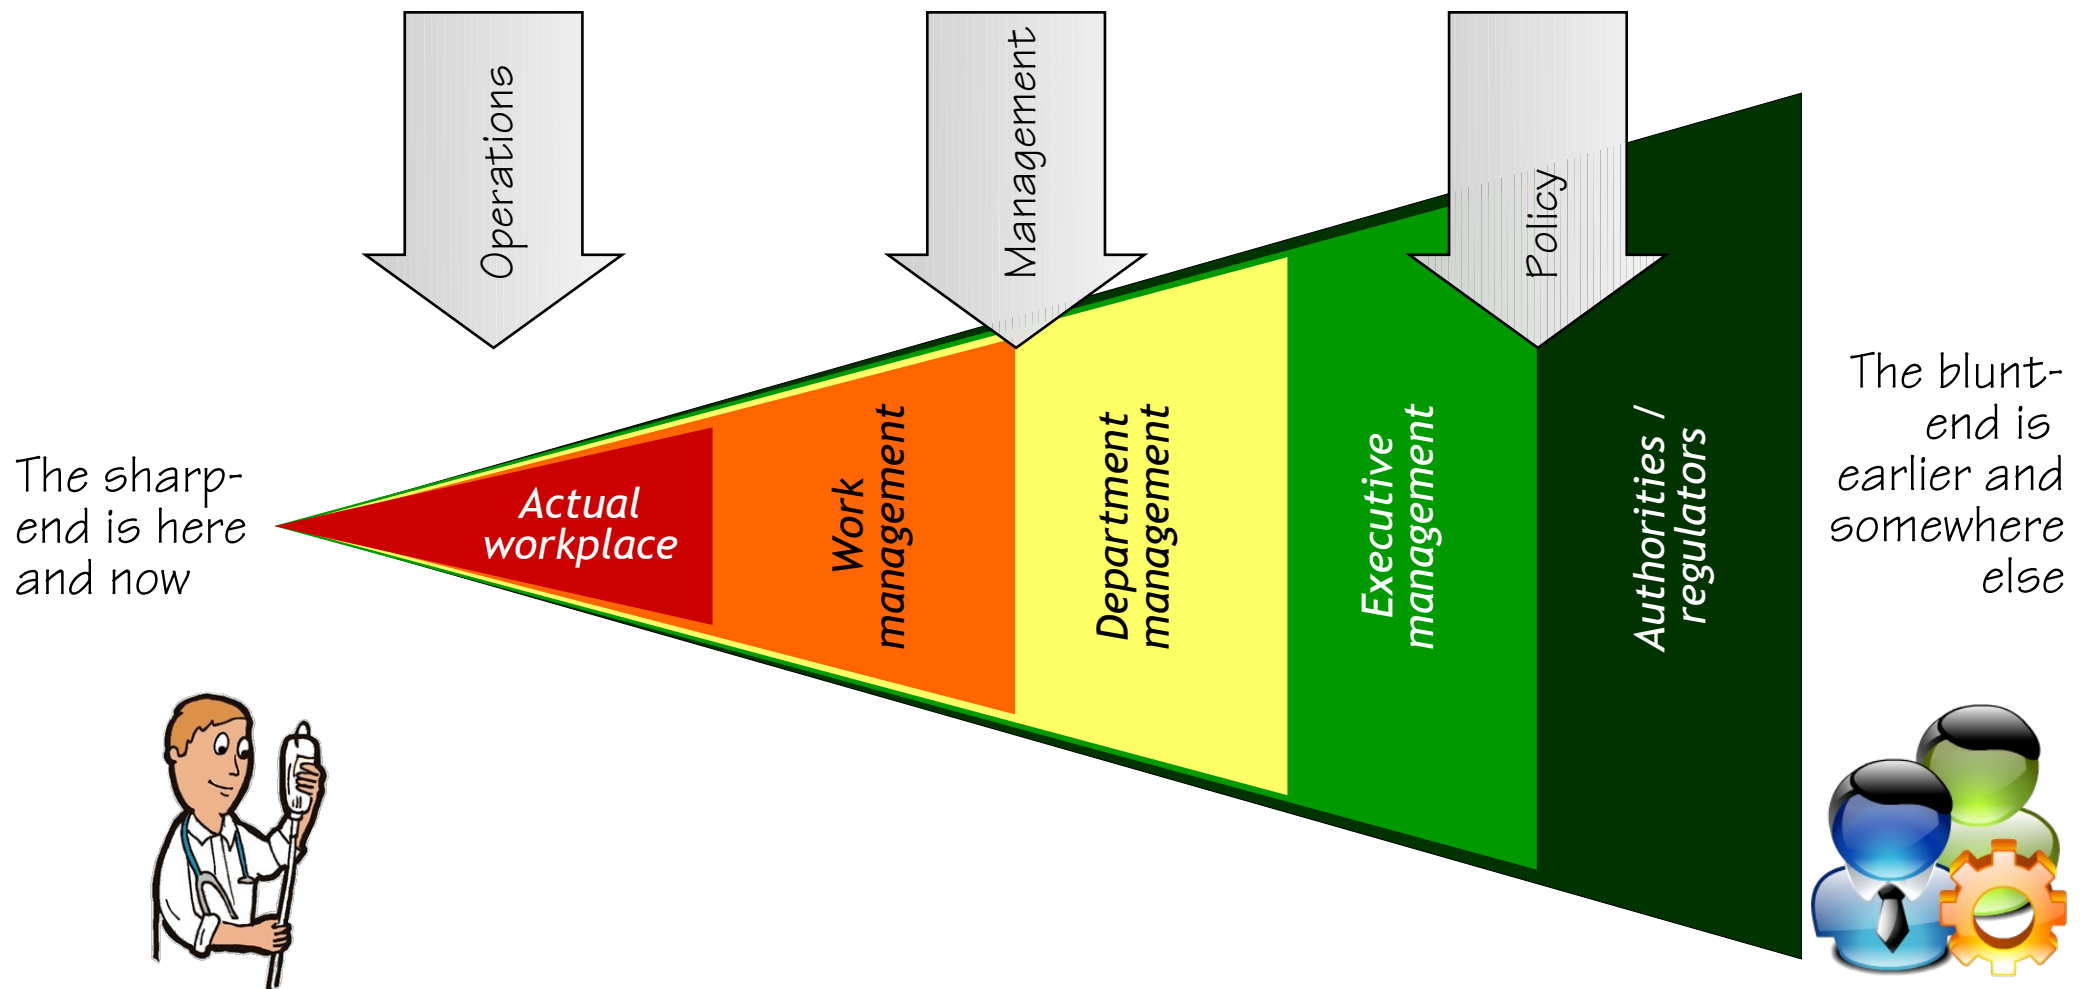 Operations
Management
Policy
The sharp-
end is here
and now
Actual
workplace
Work
management
Department
management
Executive
management
Authorities /
regulators
The blunt-
end is
earlier and
somewhere
else